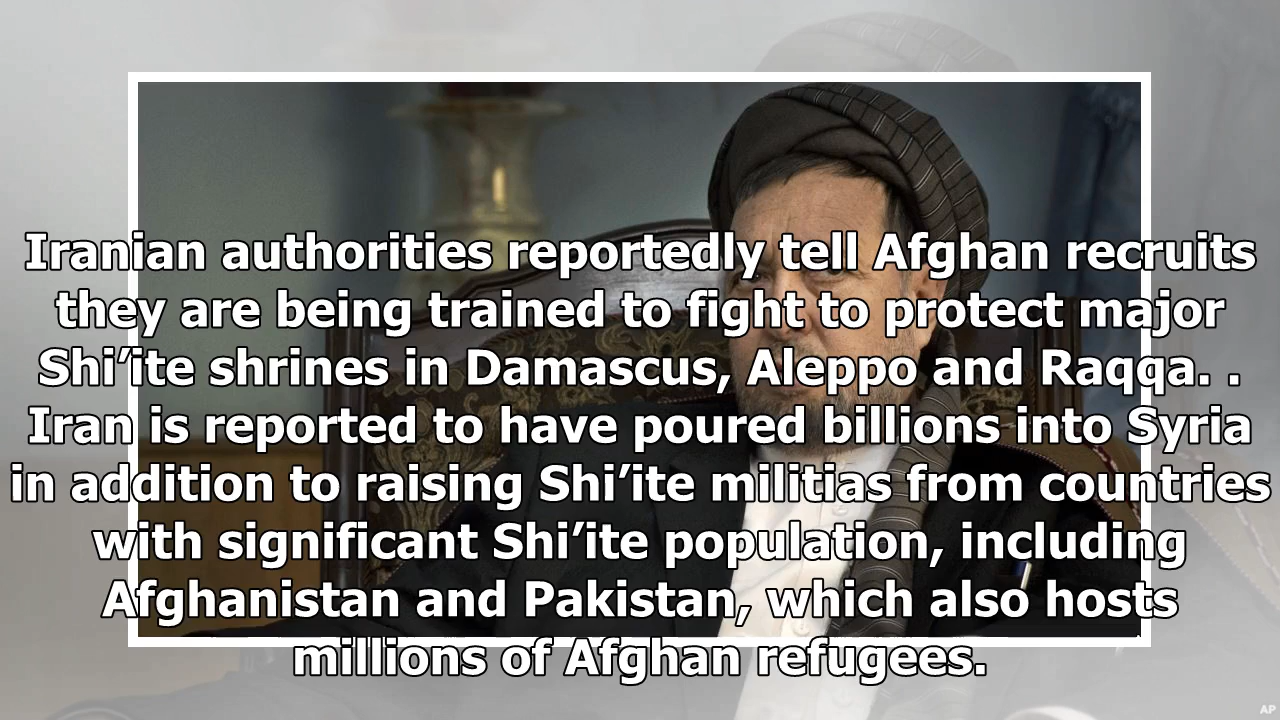 Iranian authorities reportedly tell Afghan recruits
they are being trained to fight to protect major
Shi’ite shrines in Damascus, Aleppo and Raqqa. .
Iran is reported to have poured billions into Syria
in addition to raising Shi’ite militias from countries
with significant Shi’ite population, including
Afghanistan and Pakistan, which also hosts
millions of Afghan refugees.
AP